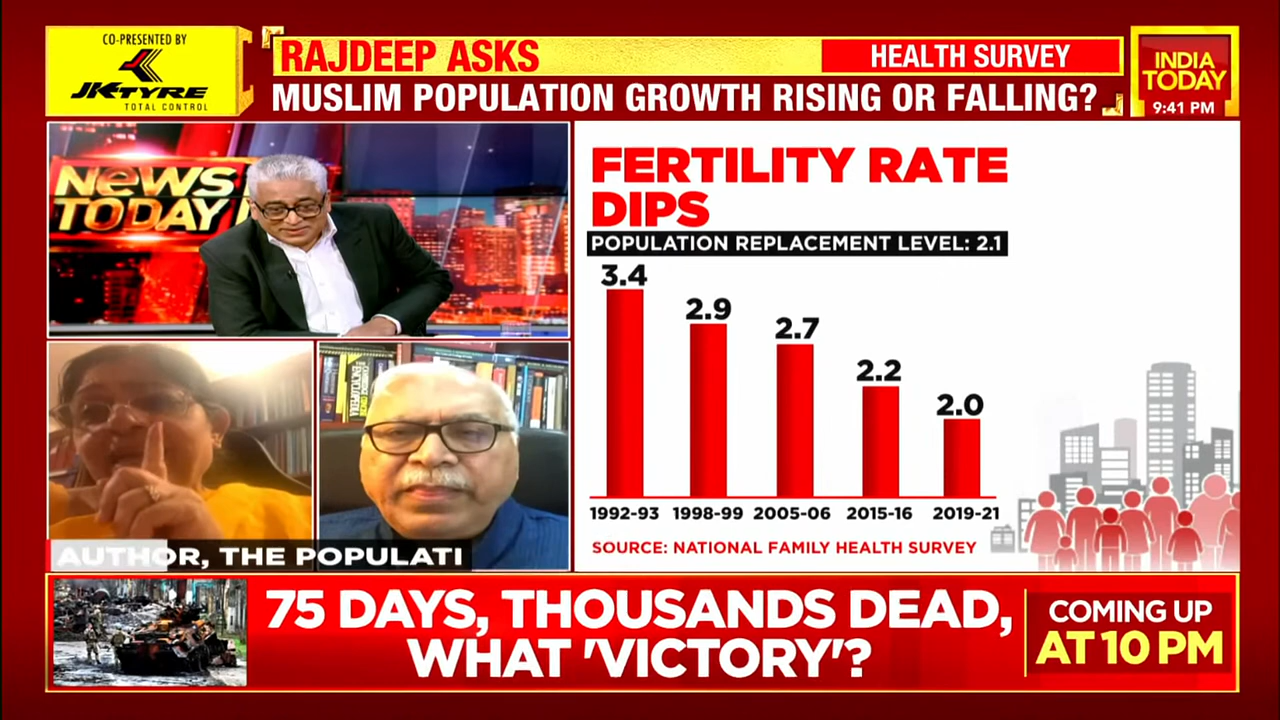 CO-PRESENTED BY
JK TYRE
TOTAL CONTROL
RAJDEEP ASKS
HEALTH SURVEY
MUSLIM POPULATION GROWTH RISING OR FALLING?
INDIA
TODAY
9:41 PM
NEWS
TODAY
FERTILITY RATE
DIPS
POPULATION REPLACEMENT LEVEL: 2.1
3.4
2.9
2.7
2.2
2.0
1992-93 1998-99 2005-06 2015-16 2019-21
SOURCE: NATIONAL FAMILY HEALTH SURVEY
ENCYCLOPEDIA
AUTHOR, THE POPULATI
75 DAYS, THOUSANDS DEAD,
WHAT 'VICTORY'?
COMING UP
AT 10 PM